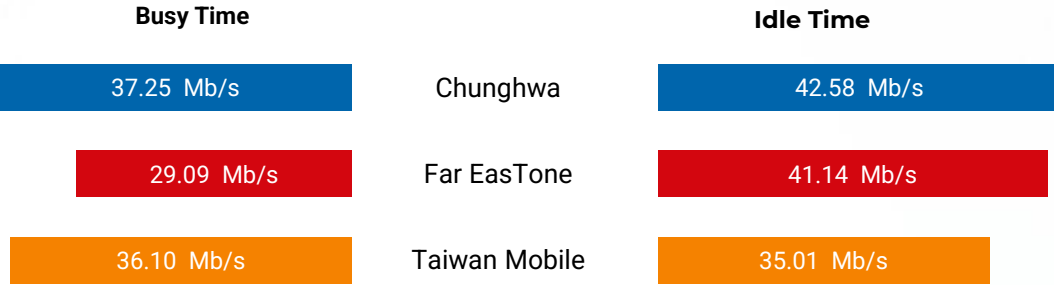 Busy Time Idle Time
37.25 Mb/s Chunghwa 42.58 Mb/s
29.09 Mb/s Far EasTone 41.14 Mb/s
36.10 Mb/s Taiwan Mobile 35.01 Mb/s